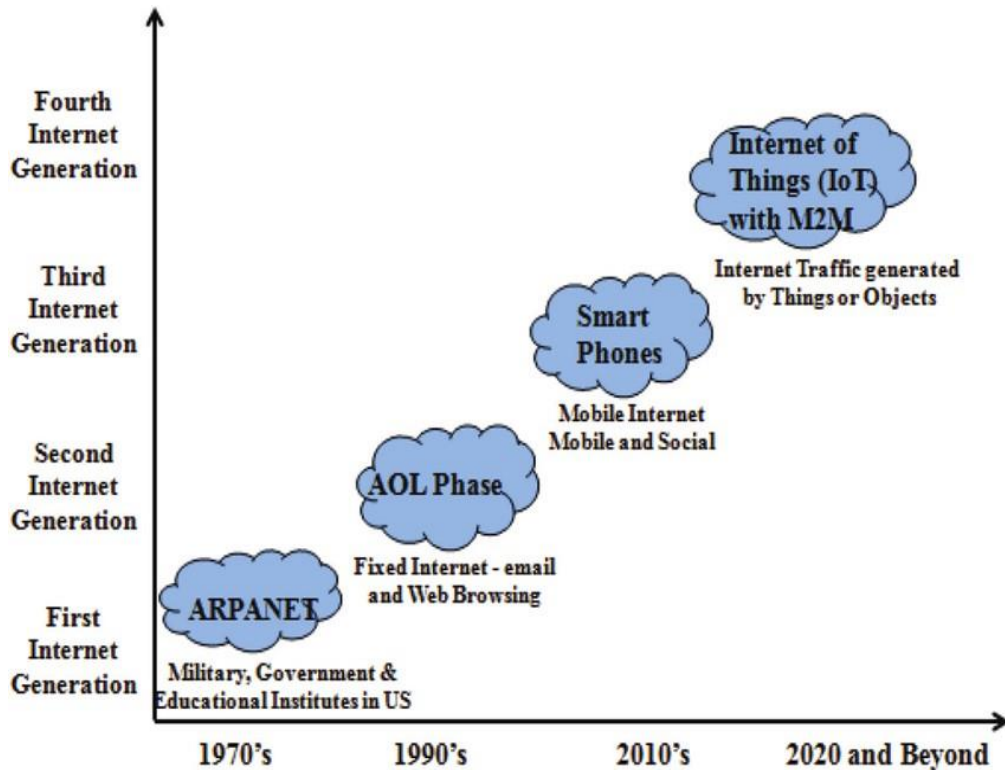 Fourth
Internet
Generation
Internet of
Things (IoT)
with M2M
Internet Traffic generated
by Things or Objects
Third
Internet
Generation
Smart
Phones
Mobile Internet
Mobile and Social
Second
Internet
Generation
AOL Phase
Fixed Internet - email
and Web Browsing
First
Internet
Generation
ARPANET
Military, Government &
Educational Institutes in US
1970's
1990's
2010's
2020 and Beyond